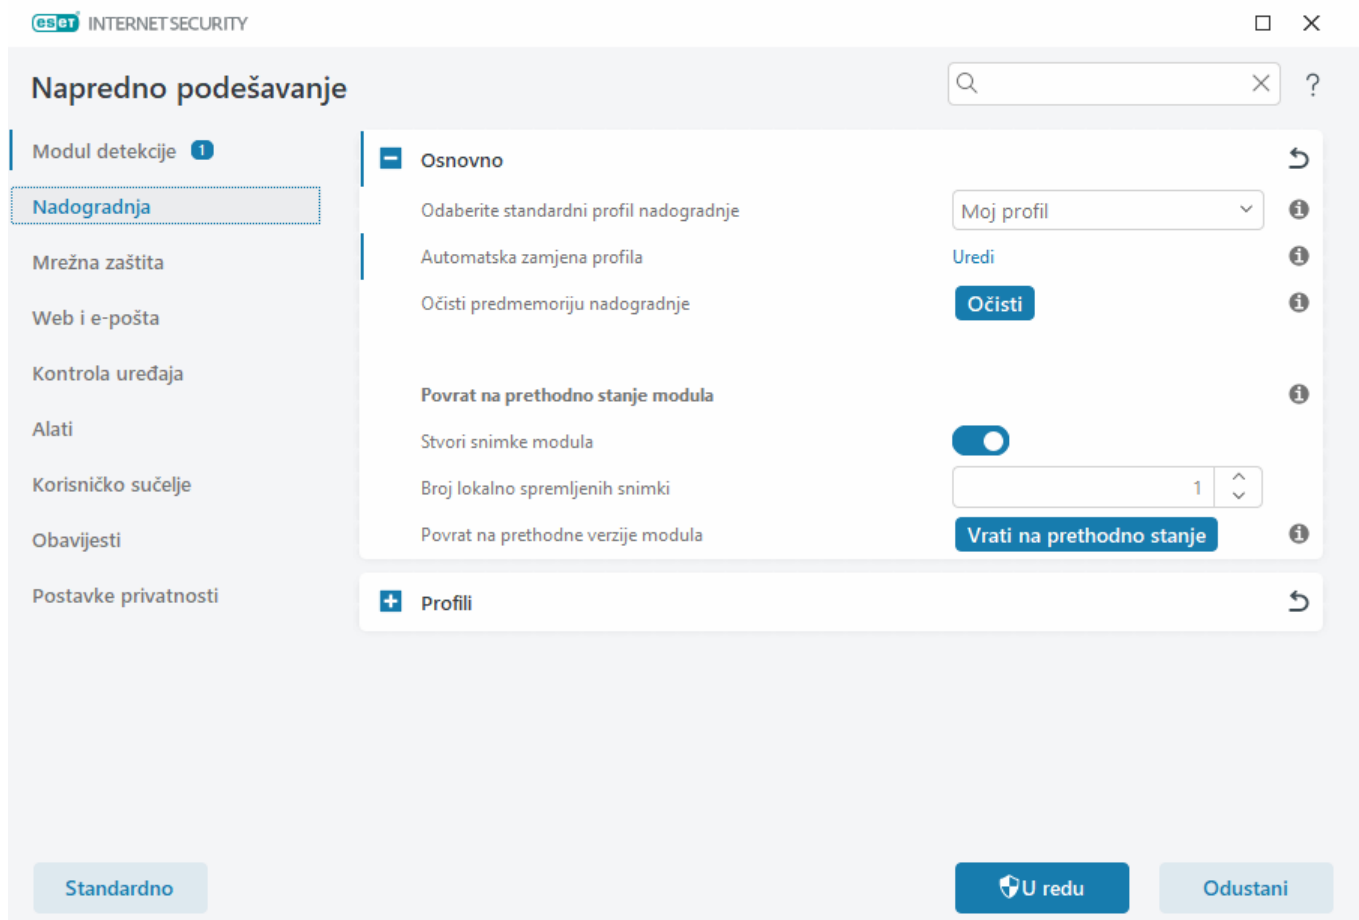 eset INTERNET SECURITY
Napredno podešavanje
?
Modul detekcije 1
Nadogradnja
Mrežna zaštita
Web i e-pošta
Kontrola uređaja
Alati
Korisničko sučelje
Obavijesti
Postavke privatnosti
Osnovno
Odaberite standardni profil nadogradnje Moj profil
Automatska zamjena profila Uredi
Očisti predmemoriju nadogradnje Očisti
Povrat na prethodno stanje modula
Stvori snimke modula
Broj lokalno spremljenih snimki 1
Povrat na prethodne verzije modula Vrati na prethodno stanje
Profili
Standardno
U redu
Odustani